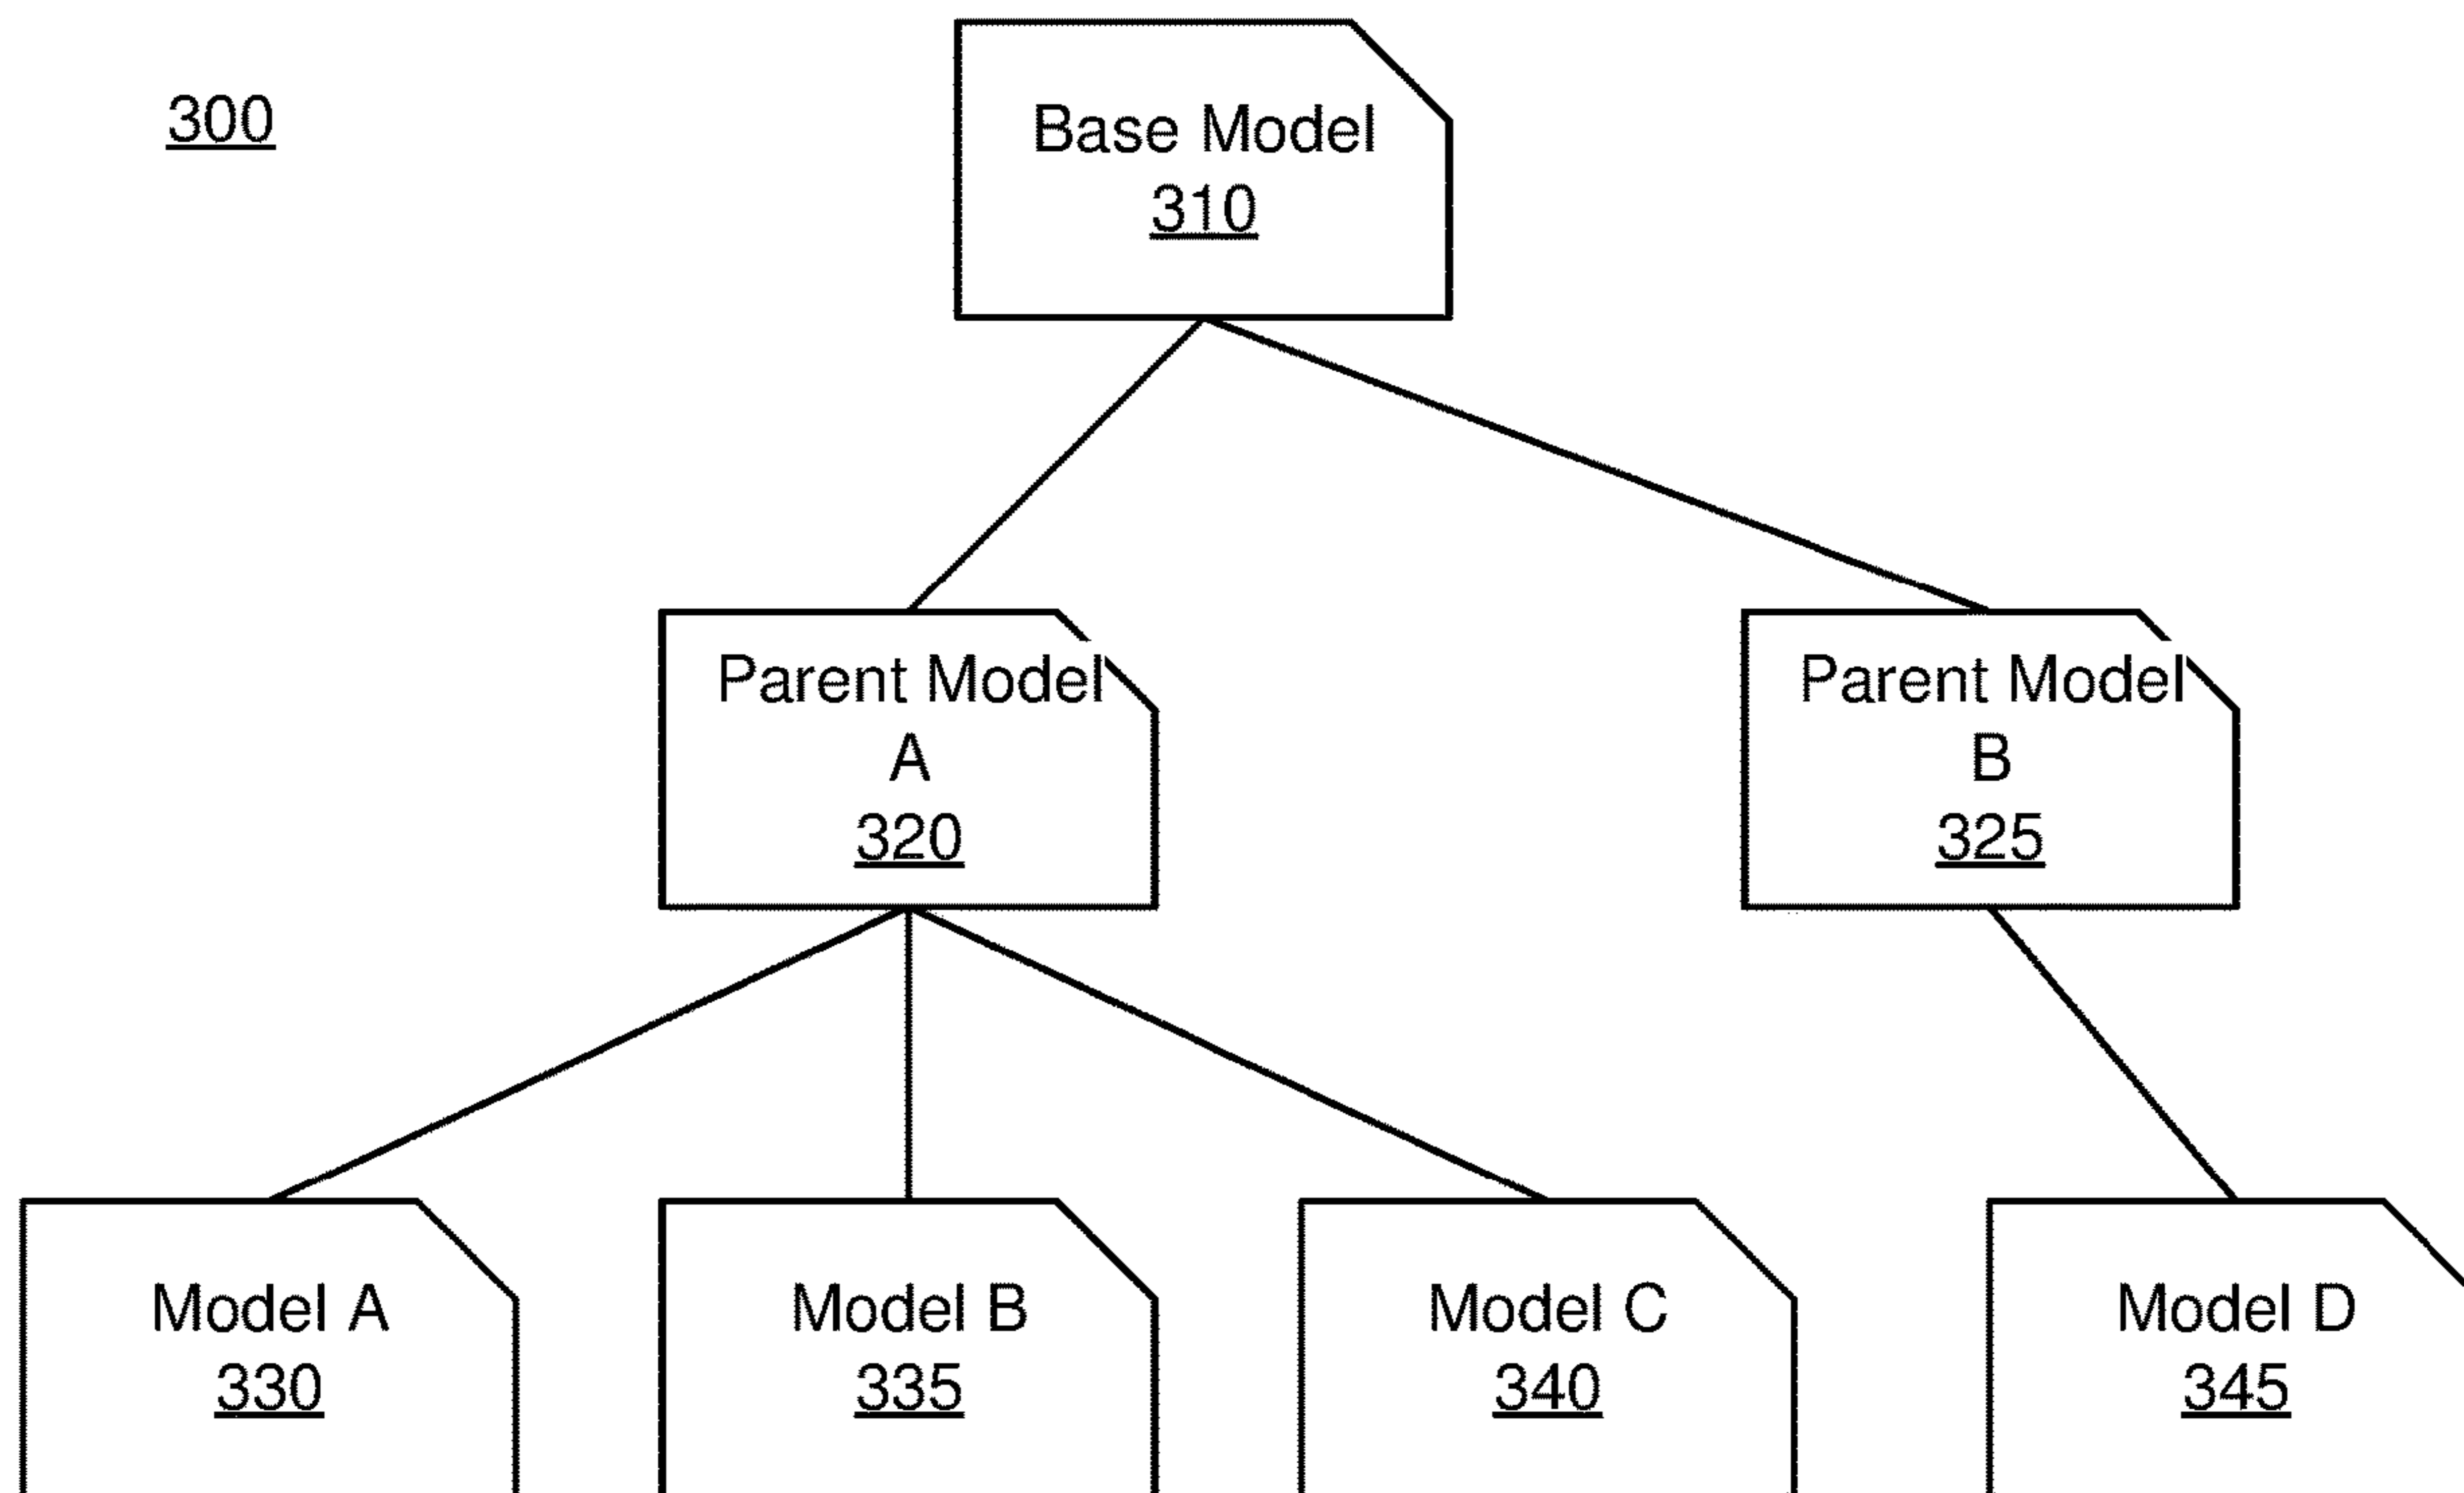 300
Base Model
310
Parent Model
A
320
Parent Model
B
325
Model A
330
Model B
335
Model C
340
Model D
345